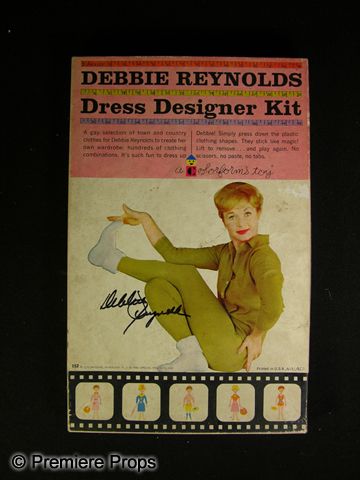 DEBBIE REYNOLDS
Dress Designer Kit
A gay selection of town and country
clothes for Debbie Reynolds to create her
own wardrobe; hundreds of clothing
combinations. It's such fun to dress up
Debbie! Simply press down the plastic
clothing shapes. They stick like magic!
Lift to remove . . . and play again. No
scissors, no paste, no tabs.
a Colorforms toy
Debbie
Reynolds
152
Printed in U.S.A.
© Premiere Props